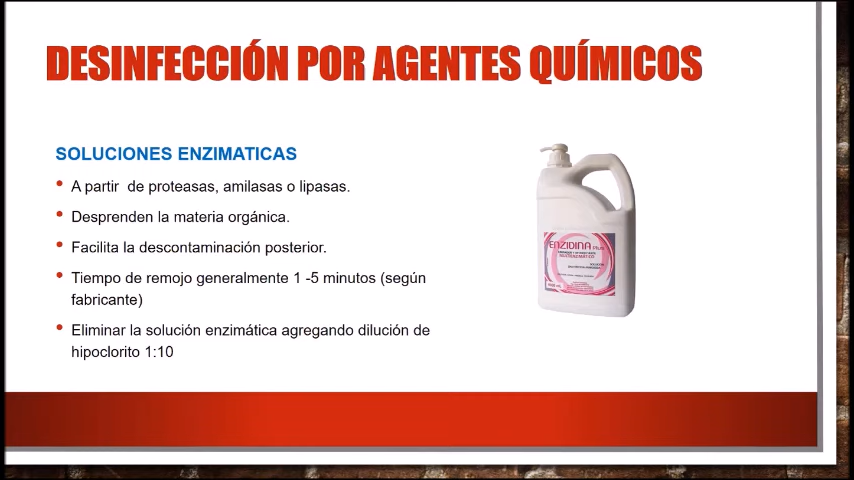 DESINFECCIÓN POR AGENTES QUÍMICOS
SOLUCIONES ENZIMATICAS
• A partir de proteasas, amilasas o lipasas.
• Desprenden la materia orgánica.
• Facilita la descontaminación posterior.
• Tiempo de remojo generalmente 1 -5 minutos (según
fabricante)
• Eliminar la solución enzimática agregando dilución de
hipoclorito 1:10
ENZIDINA Plus